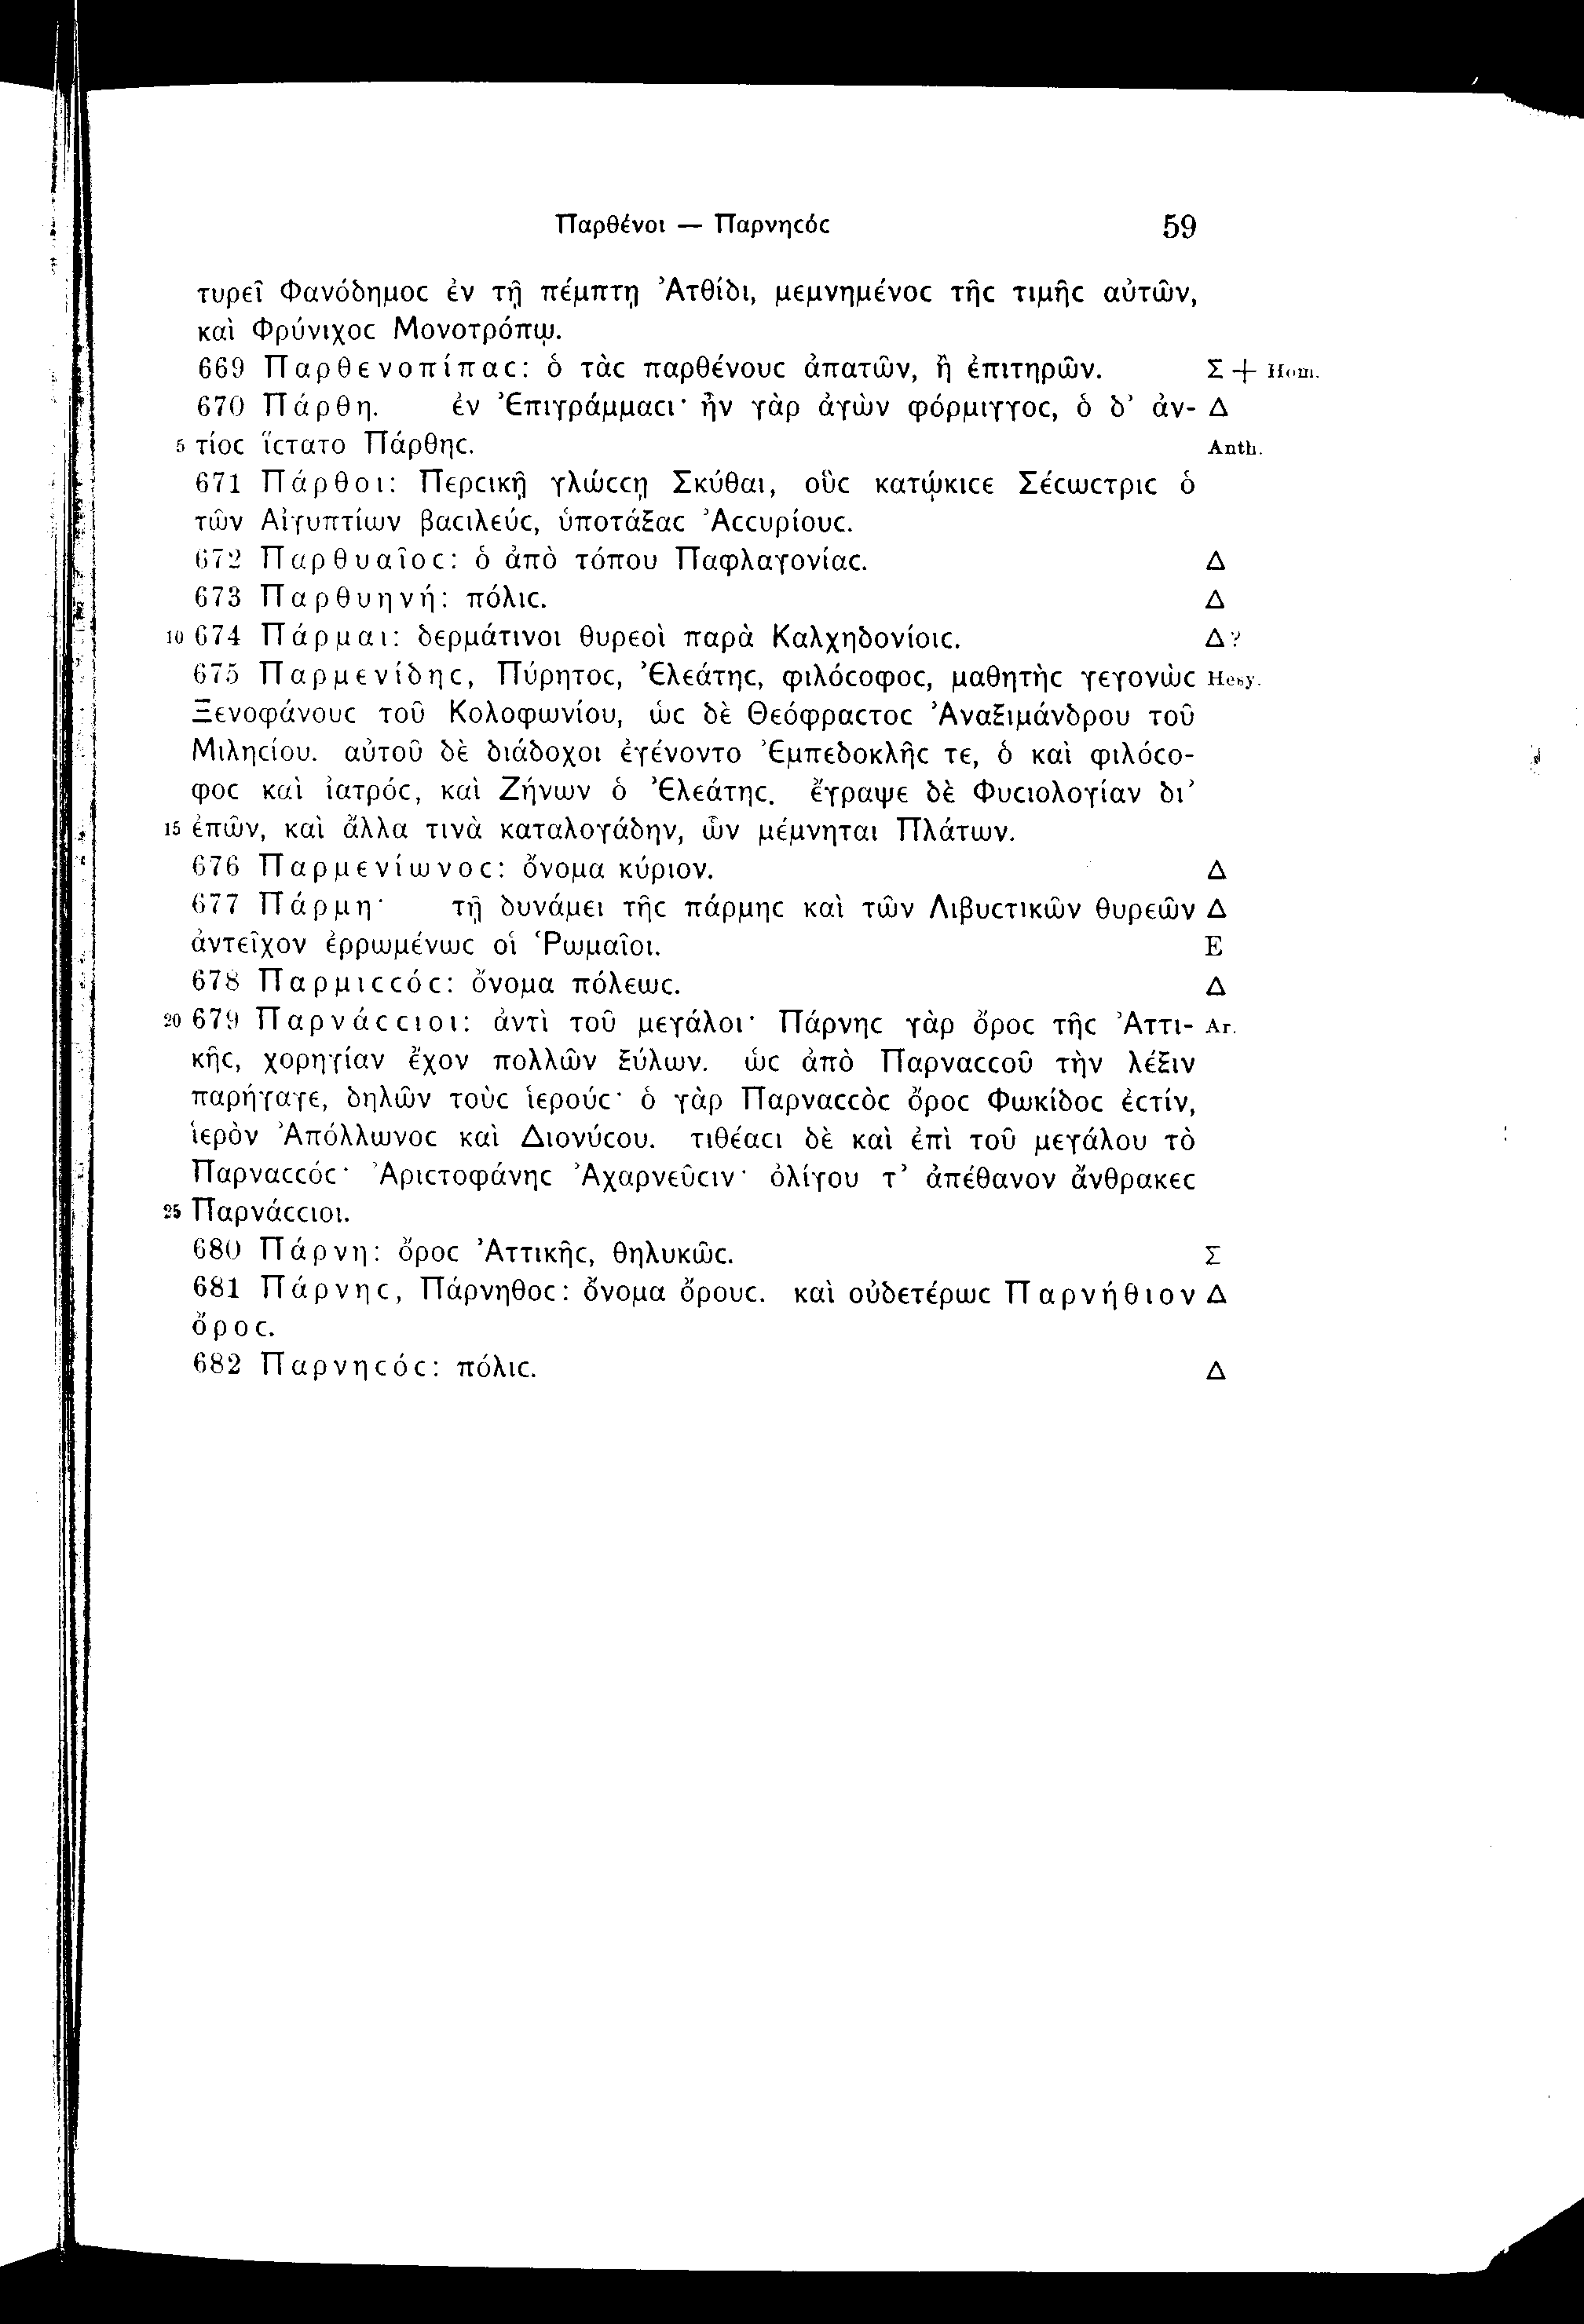 Παρθένοι — Παρνηϲόϲ 59
τυρεῖ Φανόδημοϲ ἐν τῇ πέμπτῃ Ἀτθίδι, μεμνημένοϲ τῆϲ τιμῆϲ αὐτῶν,
καὶ Φρύνιχοϲ Μονοτρόπῳ.
669 Παρθενοπίπαϲ: ὁ τὰϲ παρθένουϲ ἀπατῶν, ἢ ἐπιτηρῶν. Σ + Hom.
670 Πάρθη. ἐν Ἐπιγράμμαϲι· ἦν γὰρ ἀγὼν φόρμιγγοϲ, ὁ δ’ ἀν- Δ
5 τίοϲ ἵϲτατο Πάρθηϲ. Anth.
671 Πάρθοι: Περϲικῇ γλώϲϲῃ Σκύθαι, οὓϲ κατῴκιϲε Σέϲωϲτριϲ ὁ
τῶν Αἰγυπτίων βαϲιλεύϲ, ὑποτάξαϲ Ἀϲϲυρίουϲ.
672 Παρθυαῖοϲ: ὁ ἀπὸ τόπου Παφλαγονίαϲ. Δ
673 Παρθυηνή: πόλιϲ. Δ
10 674 Πάρμαι: δερμάτινοι θυρεοὶ παρὰ Καλχηδονίοιϲ. Δ?
675 Παρμενίδηϲ, Πύρητοϲ, Ἐλεάτηϲ, φιλόϲοφοϲ, μαθητὴϲ γεγονὼϲ Hesy.
Ξενοφάνουϲ τοῦ Κολοφωνίου, ὡϲ δὲ Θεόφραϲτοϲ Ἀναξιμάνδρου τοῦ
Μιληϲίου. αὐτοῦ δὲ διάδοχοι ἐγένοντο Ἐμπεδοκλῆϲ τε, ὁ καὶ φιλόϲο-
φοϲ καὶ ἰατρόϲ, καὶ Ζήνων ὁ Ἐλεάτηϲ. ἔγραψε δὲ Φυϲιολογίαν δι’
15 ἐπῶν, καὶ ἄλλα τινὰ καταλογάδην, ὧν μέμνηται Πλάτων.
676 Παρμενίωνοϲ: ὄνομα κύριον. Δ
677 Πάρμη· τῇ δυνάμει τῆϲ πάρμηϲ καὶ τῶν Λιβυϲτικῶν θυρεῶν Δ
ἀντεῖχον ἐρρωμένωϲ οἱ Ῥωμαῖοι. E
678 Παρμιϲϲόϲ: ὄνομα πόλεωϲ. Δ
20 679 Παρνάϲϲιοι: ἀντὶ τοῦ μεγάλοι· Πάρνηϲ γὰρ ὄροϲ τῆϲ Ἀττι- Ar.
κῆϲ, χορηγίαν ἔχον πολλῶν ξύλων. ὡϲ ἀπὸ Παρναϲϲοῦ τὴν λέξιν
παρήγαγε, δηλῶν τοὺϲ ἱερούϲ· ὁ γὰρ Παρναϲϲὸϲ ὄροϲ Φωκίδοϲ ἐϲτίν,
ἱερὸν Ἀπόλλωνοϲ καὶ Διονύϲου. τιθέαϲι δὲ καὶ ἐπὶ τοῦ μεγάλου τὸ
Παρναϲϲόϲ· Ἀριϲτοφάνηϲ Ἀχαρνεῦϲιν· ὀλίγου τ’ ἀπέθανον ἄνθρακεϲ
25 Παρνάϲϲιοι.
680 Πάρνη: ὄροϲ Ἀττικῆϲ, θηλυκῶϲ. Σ
681 Πάρνηϲ, Πάρνηθοϲ: ὄνομα ὄρουϲ. καὶ οὐδετέρωϲ Παρνήθιον Δ
ὄροϲ.
682 Παρνηϲόϲ: πόλιϲ. Δ